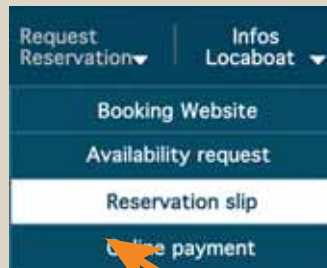 Request Infos
Reservation Locaboat
Booking Website
Availability request
Reservation slip
payment